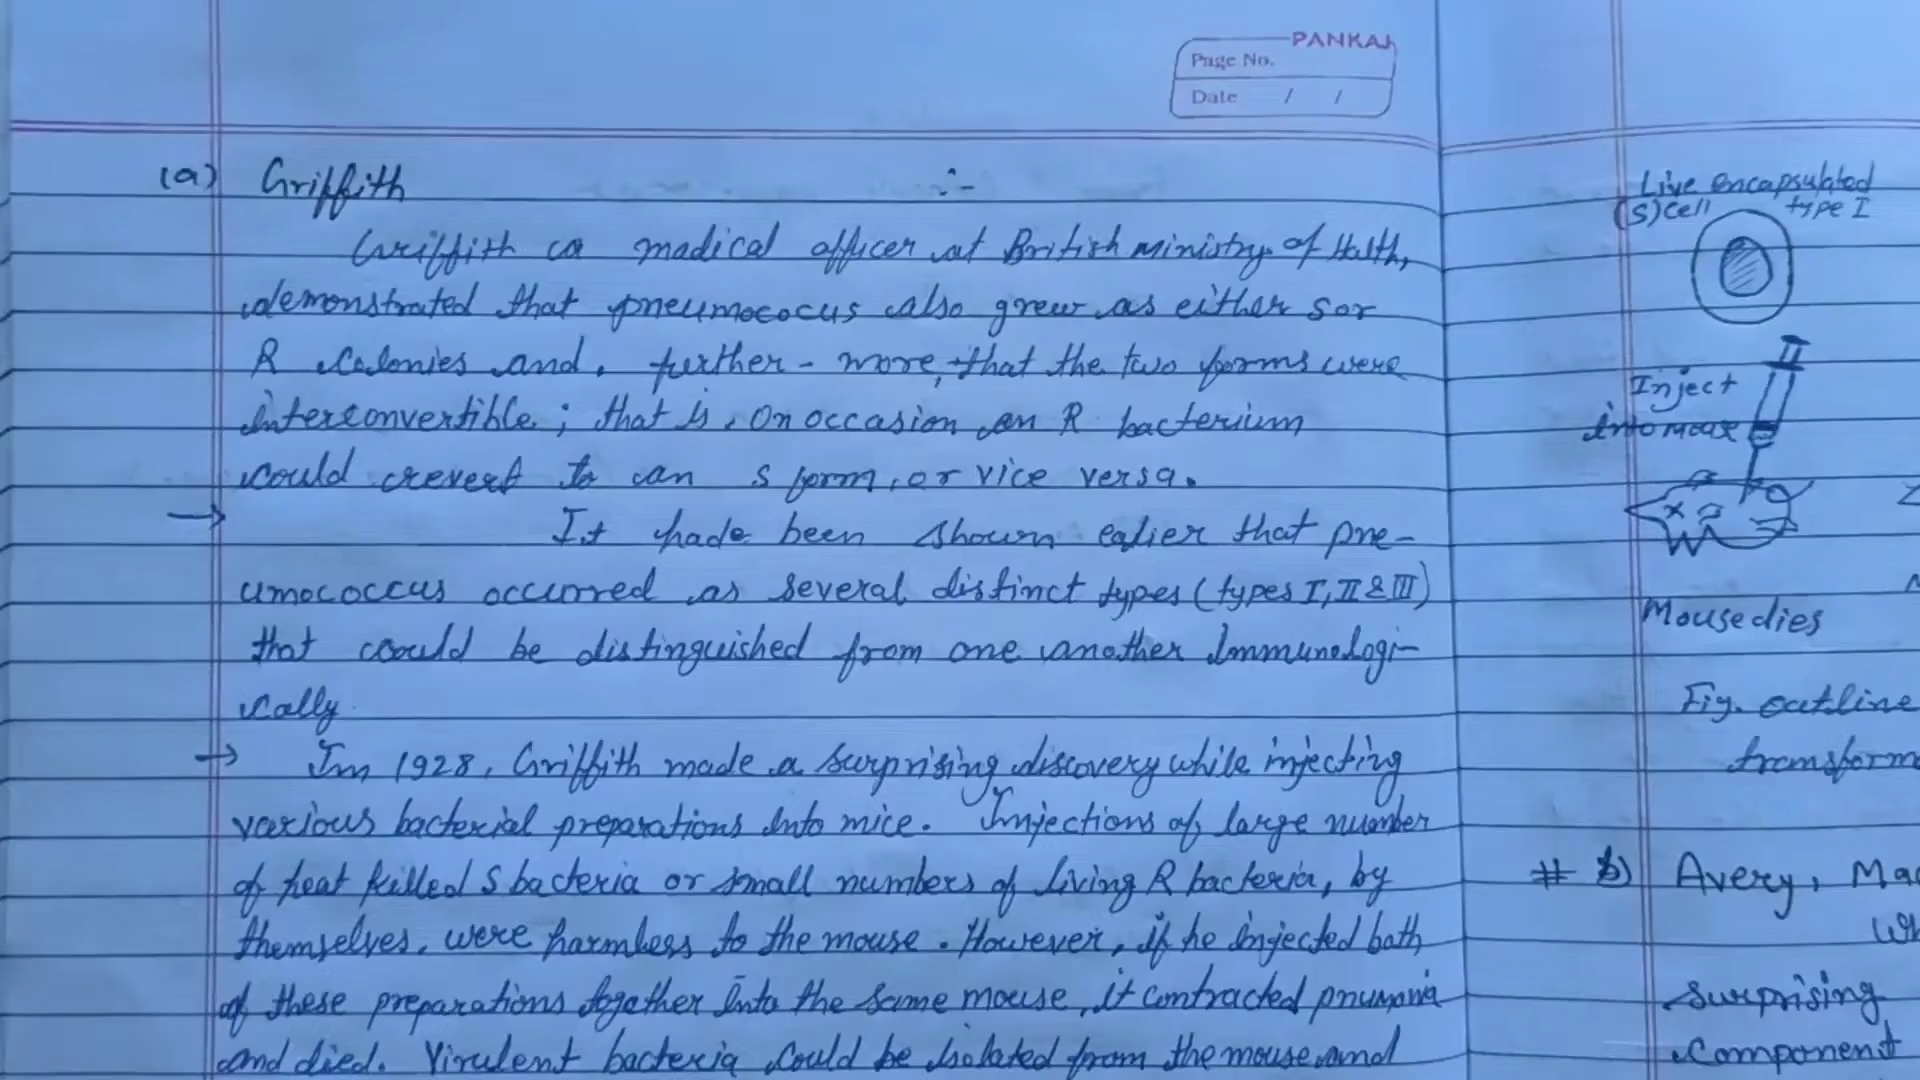 PANKAJ
Page No.
Date / /
(a) Griffith :-
Griffith a madical officer at British ministry of Halth,
demonstrated that pneumococus also grew as either S or
R Colonies and, further - more, that the two forms were
interconvertible; that is, on occasion an R bacterium
could revert to an S form, or vice versa.
→ It hade been shown ealier that pne-
umococcus occurred as several distinct types (types I, II & III)
that could be distinguished from one another immunologi-
cally
→ In 1928, Griffith made a surprising discovery while injecting
various bacterial preparations into mice. Injections of large number
of heat killed S bacteria or small numbers of living R bacteria, by
themselves, were harmless to the mouse. However, if he injected bath
of these preparations together into the same mouse, it contracted
and died. Virulent bacteria could be isolated from the mouse and
Live encapsulated
(S) cell type I
Inject
into mouse
Mouse dies
Fig. outline
transform
# b) Avery, Mac
Surprising
Component